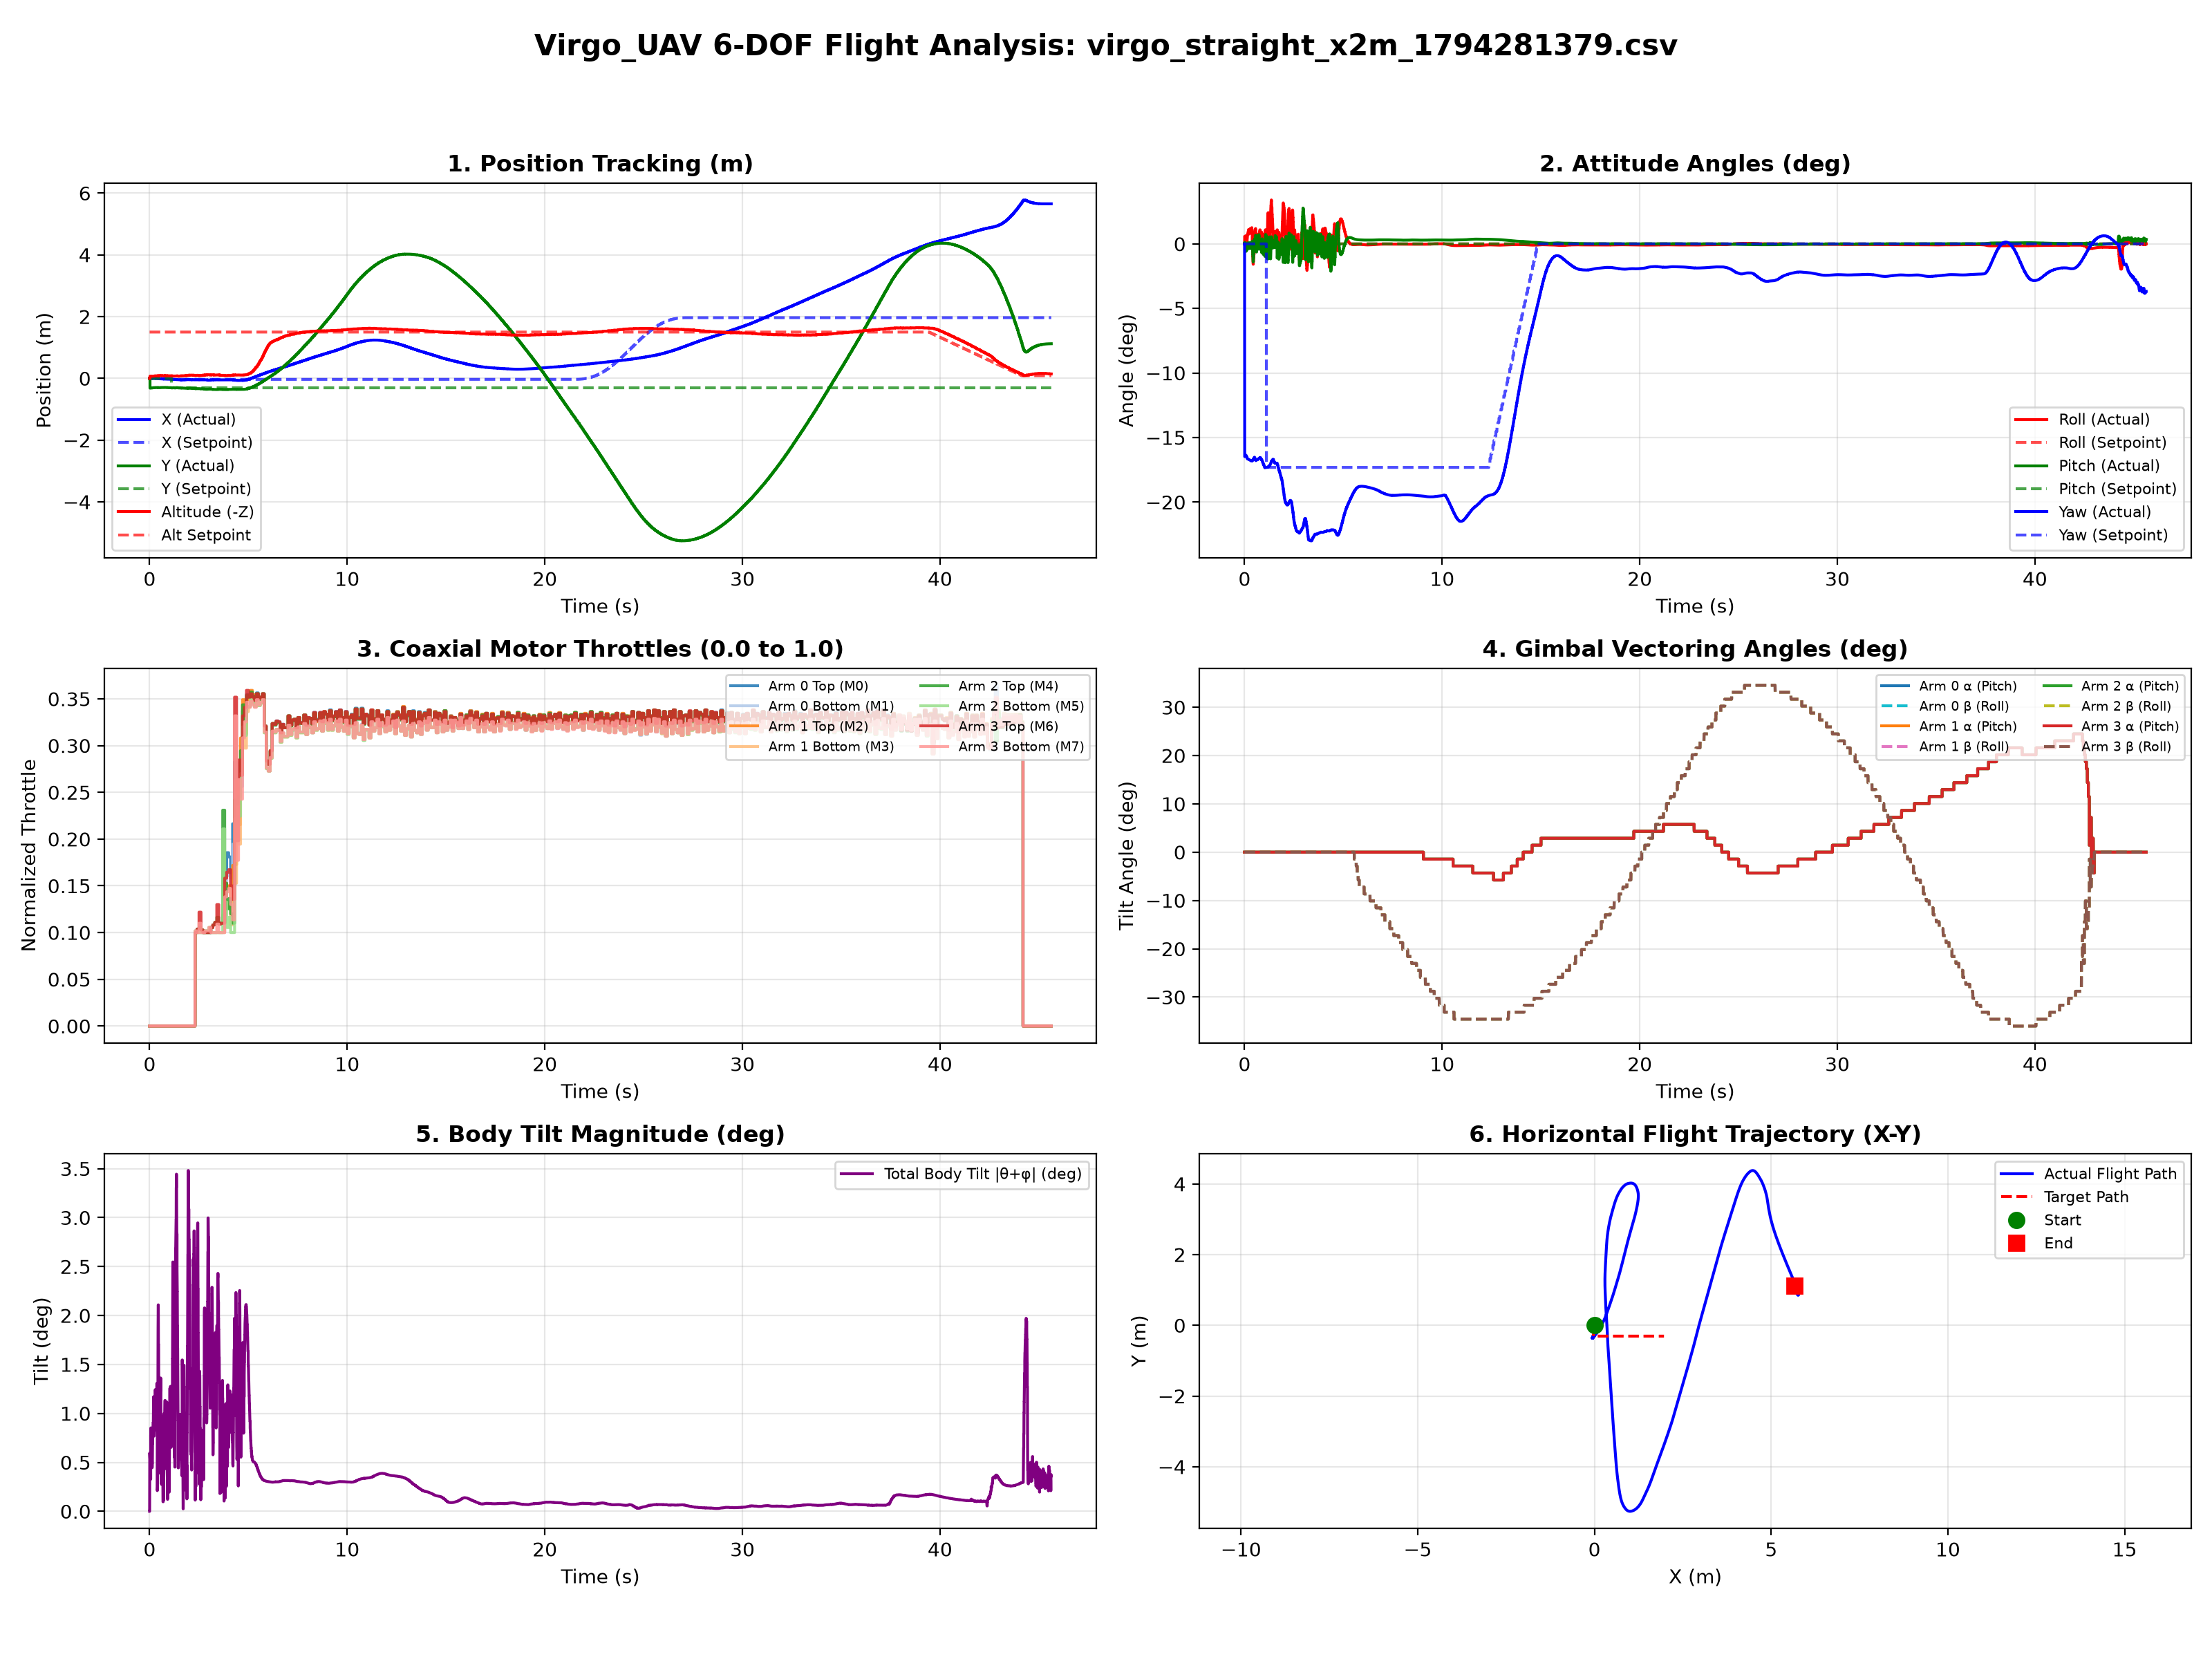 Virgo_UAV 6-DOF Flight Analysis: virgo_straight_x2m_1794281379.csv
1. Position Tracking (m)
Position (m)
6
4
2
0
−2
−4
X (Actual)
X (Setpoint)
Y (Actual)
Y (Setpoint)
Altitude (-Z)
Alt Setpoint
0 10 20 30 40
Time (s)
2. Attitude Angles (deg)
Angle (deg)
0
−5
−10
−15
−20
Roll (Actual)
Roll (Setpoint)
Pitch (Actual)
Pitch (Setpoint)
Yaw (Actual)
Yaw (Setpoint)
0 10 20 30 40
Time (s)
3. Coaxial Motor Throttles (0.0 to 1.0)
Normalized Throttle
0.35
0.30
0.25
0.20
0.15
0.10
0.05
0.00
Arm 0 Top (M0)
Arm 0 Bottom (M1)
Arm 1 Top (M2)
Arm 1 Bottom (M3)
Arm 2 Top (M4)
Arm 2 Bottom (M5)
Arm 3 Top (M6)
Arm 3 Bottom (M7)
0 10 20 30 40
Time (s)
4. Gimbal Vectoring Angles (deg)
Tilt Angle (deg)
30
20
10
0
−10
−20
−30
Arm 0 α (Pitch)
Arm 0 β (Roll)
Arm 1 α (Pitch)
Arm 1 β (Roll)
Arm 2 α (Pitch)
Arm 2 β (Roll)
Arm 3 α (Pitch)
Arm 3 β (Roll)
0 10 20 30 40
Time (s)
5. Body Tilt Magnitude (deg)
Tilt (deg)
3.5
3.0
2.5
2.0
1.5
1.0
0.5
0.0
Total Body Tilt |θ+φ| (deg)
0 10 20 30 40
Time (s)
6. Horizontal Flight Trajectory (X-Y)
Y (m)
4
2
0
−2
−4
Actual Flight Path
Target Path
Start
End
−10 −5 0 5 10 15
X (m)